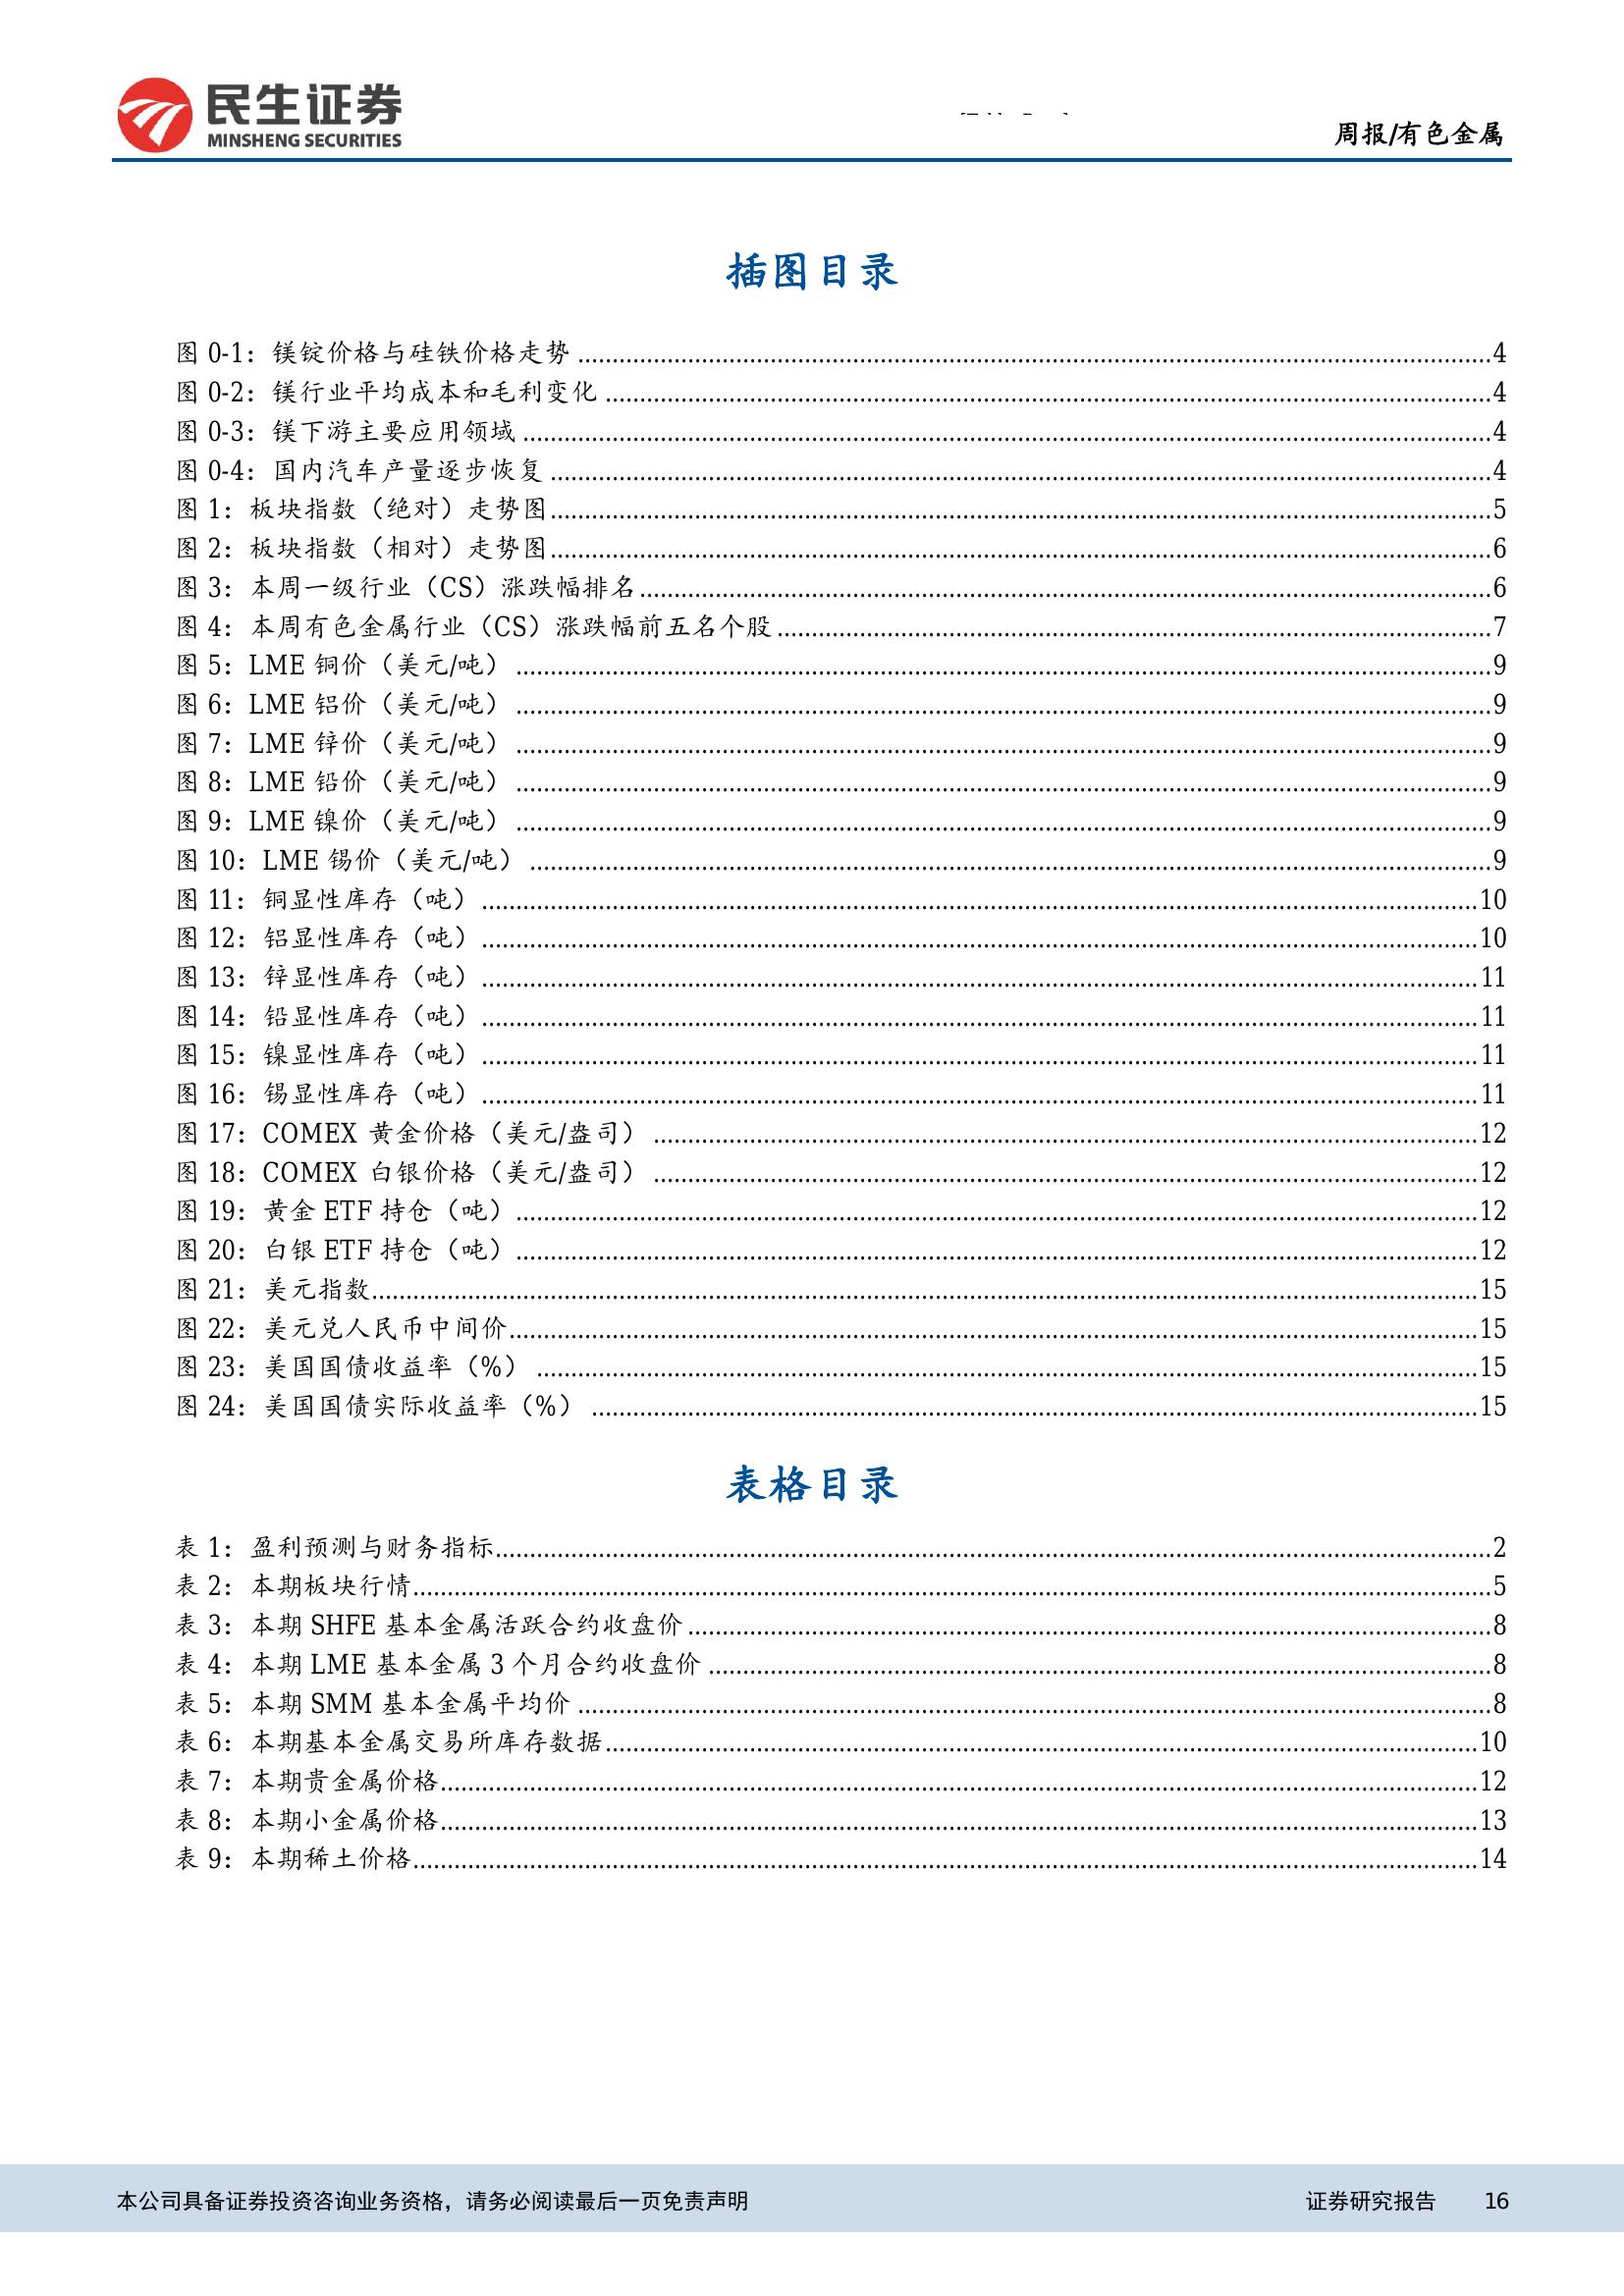 民生证券
MINSHENG SECURITIES
周报/有色金属
插图目录
图 0-1：镁锭价格与硅铁价格走势 4
图 0-2：镁行业平均成本和毛利变化 4
图 0-3：镁下游主要应用领域 4
图 0-4：国内汽车产量逐步恢复 4
图 1：板块指数（绝对）走势图 5
图 2：板块指数（相对）走势图 6
图 3：本周一级行业（CS）涨跌幅排名 6
图 4：本周有色金属行业（CS）涨跌幅前五名个股 7
图 5：LME 铜价（美元/吨） 9
图 6：LME 铝价（美元/吨） 9
图 7：LME 锌价（美元/吨） 9
图 8：LME 铅价（美元/吨） 9
图 9：LME 镍价（美元/吨） 9
图 10：LME 锡价（美元/吨） 9
图 11：铜显性库存（吨） 10
图 12：铝显性库存（吨） 10
图 13：锌显性库存（吨） 11
图 14：铅显性库存（吨） 11
图 15：镍显性库存（吨） 11
图 16：锡显性库存（吨） 11
图 17：COMEX 黄金价格（美元/盎司） 12
图 18：COMEX 白银价格（美元/盎司） 12
图 19：黄金 ETF 持仓（吨） 12
图 20：白银 ETF 持仓（吨） 12
图 21：美元指数 15
图 22：美元兑人民币中间价 15
图 23：美国国债收益率（%） 15
图 24：美国国债实际收益率（%） 15
表格目录
表 1：盈利预测与财务指标 2
表 2：本期板块行情 5
表 3：本期 SHFE 基本金属活跃合约收盘价 8
表 4：本期 LME 基本金属 3 个月合约收盘价 8
表 5：本期 SMM 基本金属平均价 8
表 6：本期基本金属交易所库存数据 10
表 7：本期贵金属价格 12
表 8：本期小金属价格 13
表 9：本期稀土价格 14
本公司具备证券投资咨询业务资格，请务必阅读最后一页免责声明 证券研究报告 16